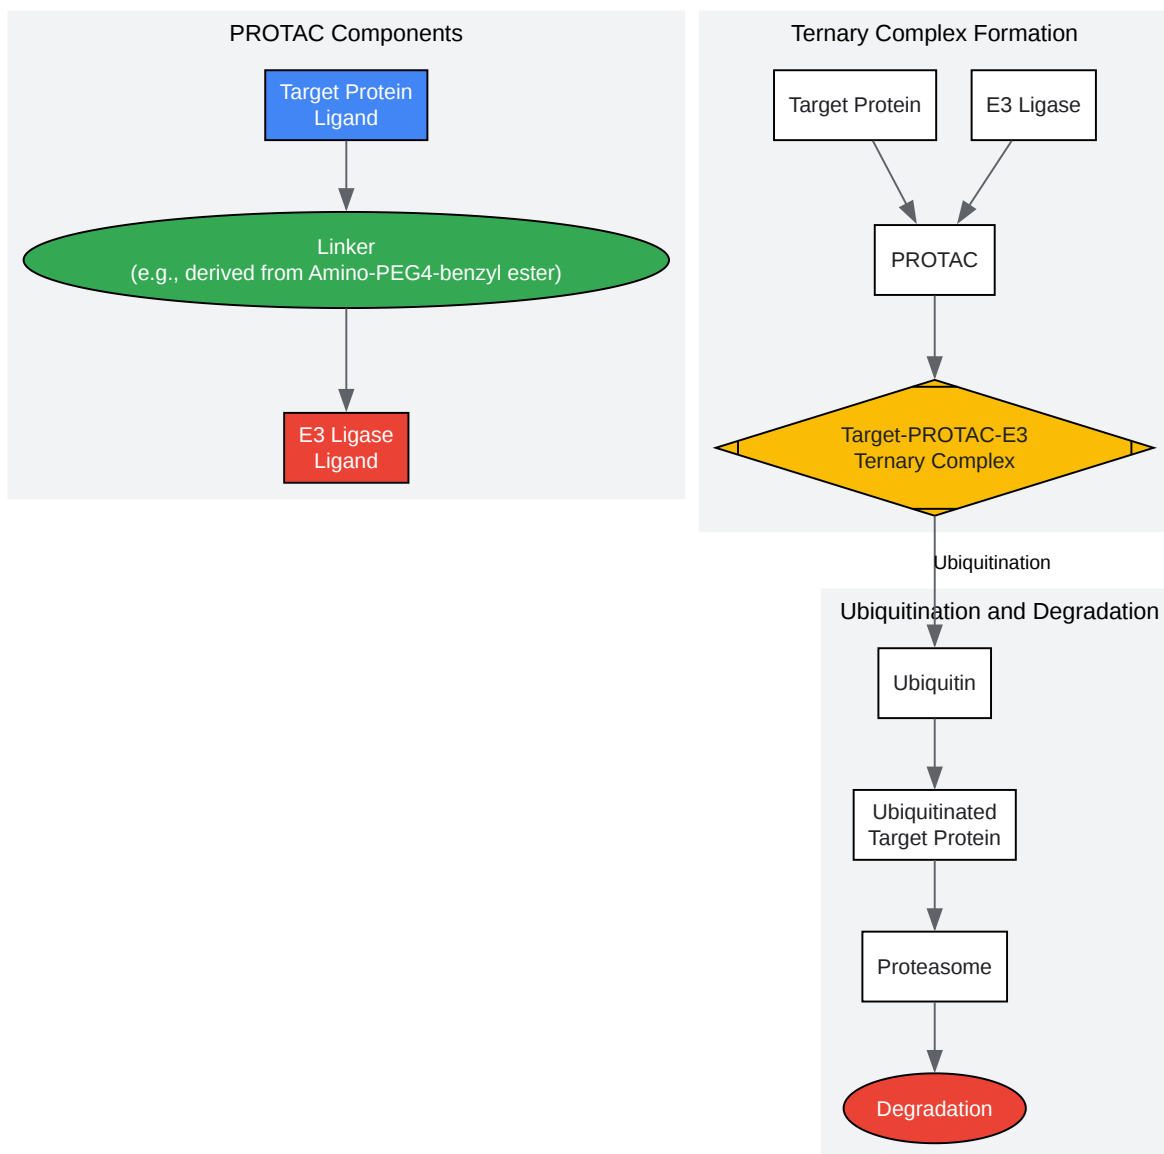 PROTAC Components
Target Protein
Ligand
Linker
(e.g., derived from Amino-PEG4-benzyl ester)
E3 Ligase
Ligand
Ternary Complex Formation
Target Protein
E3 Ligase
PROTAC
Target-PROTAC-E3
Ternary Complex
Ubiquitination
Ubiquitination and Degradation
Ubiquitin
Ubiquitinated
Target Protein
Proteasome
Degradation